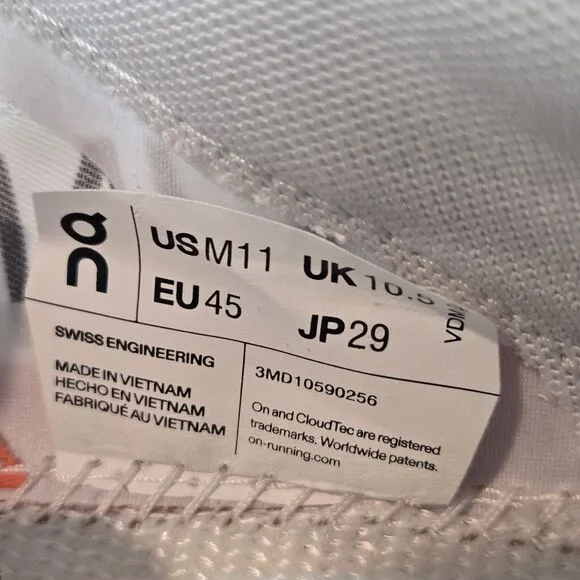 On
US M11 UK 10.5
EU 45 JP 29
SWISS ENGINEERING
MADE IN VIETNAM
HECHO EN VIETNAM
FABRIQUÉ AU VIETNAM
3MD10590256
On and CloudTec are registered
trademarks. Worldwide patents.
on-running.com